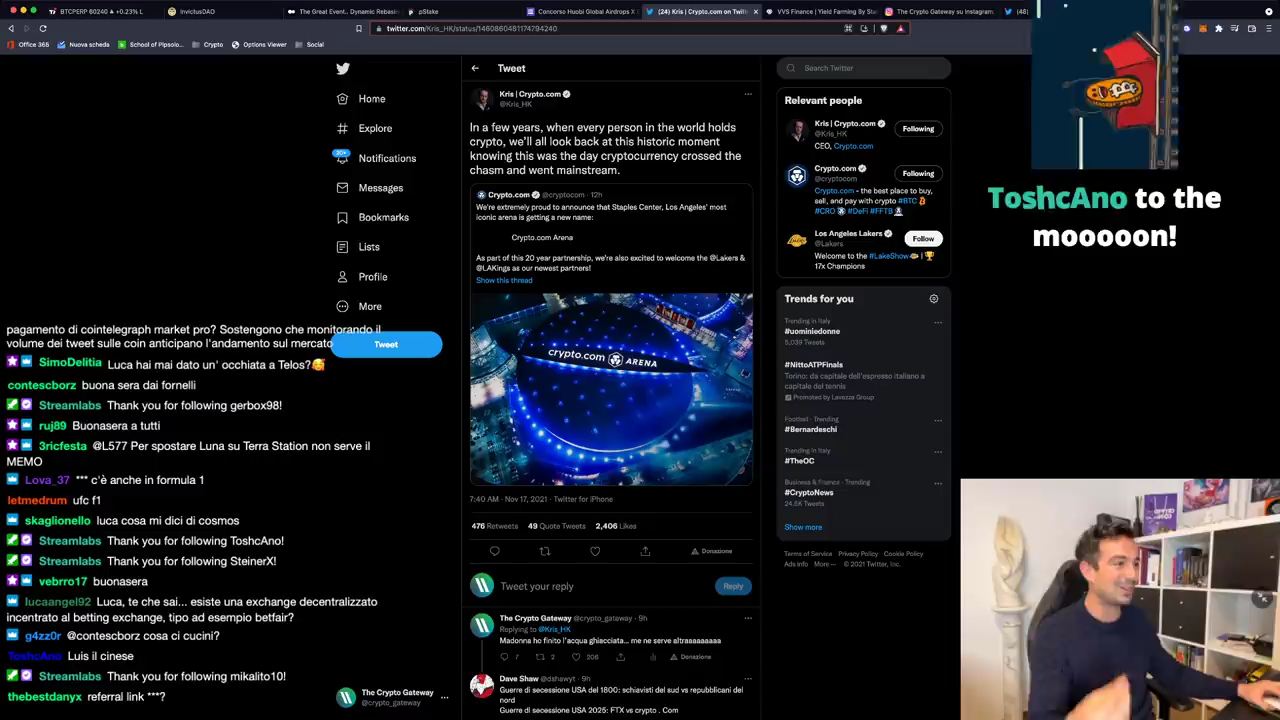 BTCPERP 60240 ▲ +0.23% L
InvictusDAO
The Great Event.. Dynamic Rebasin
pStake
Concorso Huobi Global Airdrops X
(24) Kris | Crypto.com on Twitt
VVS Finance | Yield Farming By Sta
The Crypto Gateway su Instagram.
(48)
twitter.com/Kris_HK/status/1460860481174794240
Office 365
Nuova scheda
School of Pipsolo...
Crypto
Options Viewer
Social
Home
Explore
20+
Notifications
Messages
Bookmarks
Lists
Profile
More
Tweet
The Crypto Gateway
@crypto_gateway
Tweet
Kris | Crypto.com
@Kris_HK
In a few years, when every person in the world holds
crypto, we'll all look back at this historic moment
knowing this was the day cryptocurrency crossed the
chasm and went mainstream.
Crypto.com @cryptocom · 12h
We're extremely proud to announce that Staples Center, Los Angeles' most
iconic arena is getting a new name:
Crypto.com Arena
As part of this 20 year partnership, we're also excited to welcome the @Lakers &
@LAKings as our newest partners!
Show this thread
crypto.com ARENA
7:40 AM · Nov 17, 2021 · Twitter for iPhone
476 Retweets 49 Quote Tweets 2,406 Likes
Donazione
Tweet your reply
Reply
The Crypto Gateway @crypto_gataway · 9h
Replying to @Kris_HK
Madonna ho finito l'acqua ghiacciata... me ne serve altraaaaaaaaa
7 2 206 Donazione
Dave Shaw @dshawyt · 9h
Guerre di secessione USA del 1800: schiavisti del sud vs repubblicani del
nord
Guerre di secessione USA 2025: FTX vs crypto . Com
Search Twitter
Relevant people
Kris | Crypto.com
@Kris_HK
Following
CEO, Crypto.com
Crypto.com
@cryptocom
Following
Crypto.com - the best place to buy,
sell, and pay with crypto #BTC
#CRO #DeFi #FFTB
Los Angeles Lakers
@Lakers
Follow
Welcome to the #LakeShow |
17x Champions
Trends for you
Trending in Italy
#uominiedonne
5,039 Tweets
#NittoATPFinals
Torino: da capitale dell'espresso italiano a
capitale del tennis
Promoted by Lavazza Group
Football · Trending
#Bernardeschi
Trending in Italy
#TheOC
Business & finance · Trending
#CryptoNews
24.6K Tweets
Show more
Terms of Service Privacy Policy Cookie Policy
Ads info More ··· © 2021 Twitter, Inc.
pagamento di cointelegraph market pro? Sostengono che monitorando il
volume dei tweet sulle coin anticipano l'andamento sul mercato
SimoDelitia Luca hai mai dato un' occhiata a Telos?
contescborz buona sera dai fornelli
Streamlabs Thank you for following gerbox98!
ruj89 Buonasera a tutti
3ricfesta @L577 Per spostare Luna su Terra Station non serve il
MEMO
Lova_37 *** c'è anche in formula 1
letmedrum ufc f1
skaglionello luca cosa mi dici di cosmos
Streamlabs Thank you for following ToshcAno!
Streamlabs Thank you for following SteinerX!
vebrro17 buonasera
lucaangel92 Luca, te che sai... esiste una exchange decentralizzato
incentrato al betting exchange, tipo ad esempio betfair?
g4zz0r @contescborz cosa ci cucini?
ToshcAno Luis il cinese
Streamlabs Thank you for following mikalito10!
thebestdanyx referral link ***?
ToshcAno to the
mooooon!